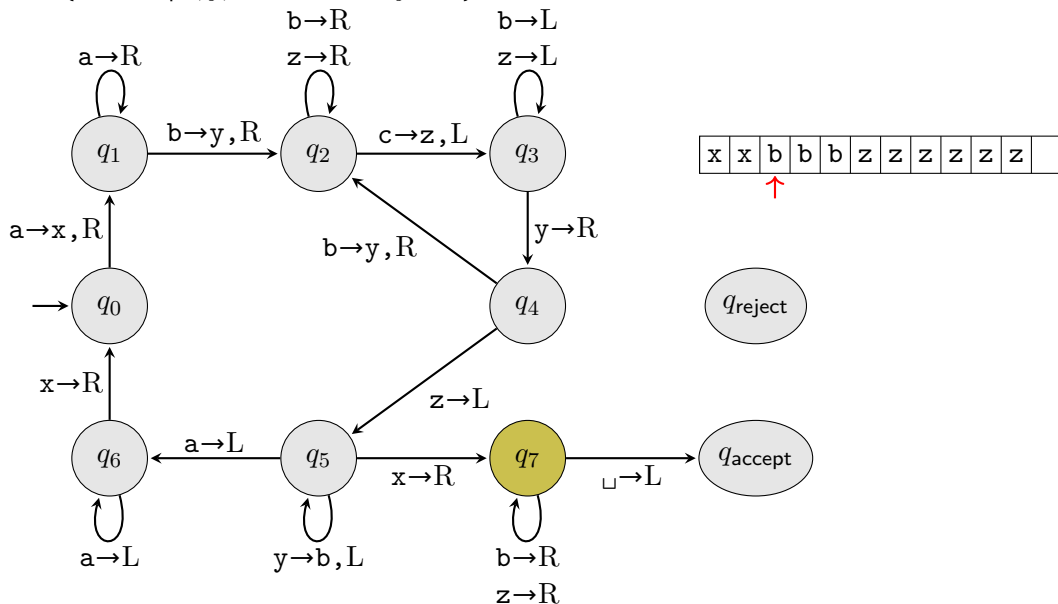 b→R b→L
a→R z→R z→L
b→y,R c→z,L
q1 q2 q3
x x b b b z z z z z z
a→x,R b→y,R y→R
q0 q4 qreject
x→R z→L
a→L
q6 q5 q7 qaccept
x→R ␣→L
a→L y→b,L b→R
z→R